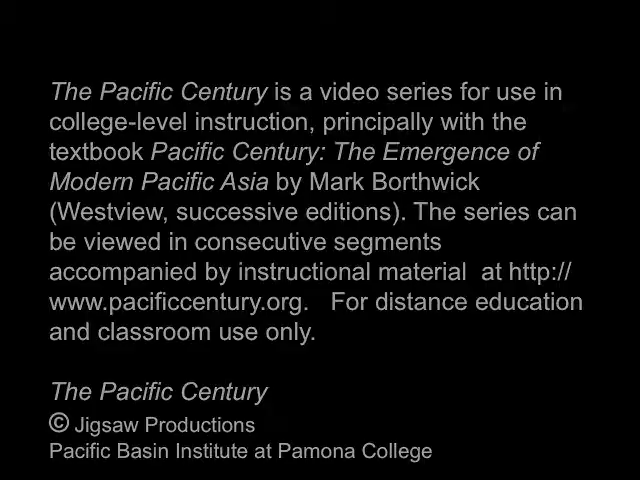 The Pacific Century is a video series for use in
college-level instruction, principally with the
textbook Pacific Century: The Emergence of
Modern Pacific Asia by Mark Borthwick
(Westview, successive editions). The series can
be viewed in consecutive segments
accompanied by instructional material  at http://
www.pacificcentury.org.   For distance education
and classroom use only.
The Pacific Century
© Jigsaw Productions
Pacific Basin Institute at Pamona College